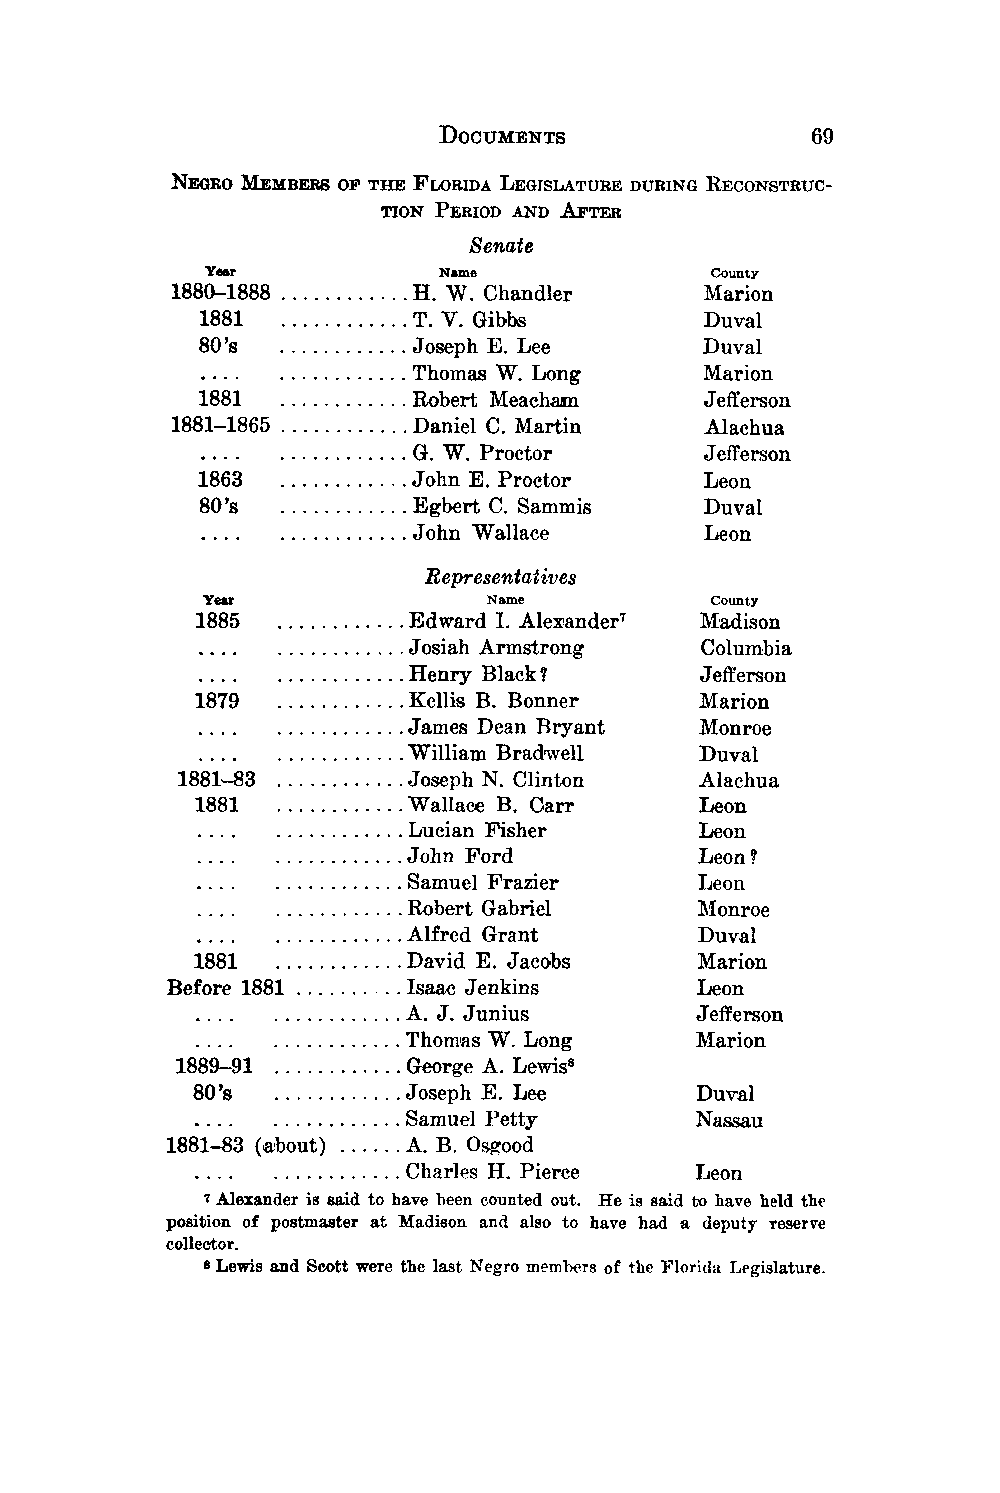 DOCUMENTS 69
NEGRO MEMBERS OF THE FLORIDA LEGISLATURE DURING RECONSTRUC-
TION PERIOD AND AFTER
Senate
Year Name County
1880–1888 ............ H. W. Chandler Marion
1881 ............ T. V. Gibbs Duval
80's ............ Joseph E. Lee Duval
.... ............ Thomas W. Long Marion
1881 ............ Robert Meacham Jefferson
1881–1865 ............ Daniel C. Martin Alachua
.... ............ G. W. Proctor Jefferson
1863 ............ John E. Proctor Leon
80's ............ Egbert C. Sammis Duval
.... ............ John Wallace Leon
Representatives
Year Name County
1885 ............ Edward I. Alexander⁷ Madison
.... ............ Josiah Armstrong Columbia
.... ............ Henry Black? Jefferson
1879 ............ Kellis B. Bonner Marion
.... ............ James Dean Bryant Monroe
.... ............ William Bradwell Duval
1881–83 ............ Joseph N. Clinton Alachua
1881 ............ Wallace B. Carr Leon
.... ............ Lucian Fisher Leon
.... ............ John Ford Leon?
.... ............ Samuel Frazier Leon
.... ............ Robert Gabriel Monroe
.... ............ Alfred Grant Duval
1881 ............ David E. Jacobs Marion
Before 1881 .......... Isaac Jenkins Leon
.... ............ A. J. Junius Jefferson
.... ............ Thomas W. Long Marion
1889–91 ............ George A. Lewis⁸
80's ............ Joseph E. Lee Duval
.... ............ Samuel Petty Nassau
1881–83 (about) ...... A. B. Osgood
.... ............ Charles H. Pierce Leon
⁷ Alexander is said to have been counted out. He is said to have held the
position of postmaster at Madison and also to have had a deputy reserve
collector.
⁸ Lewis and Scott were the last Negro members of the Florida Legislature.